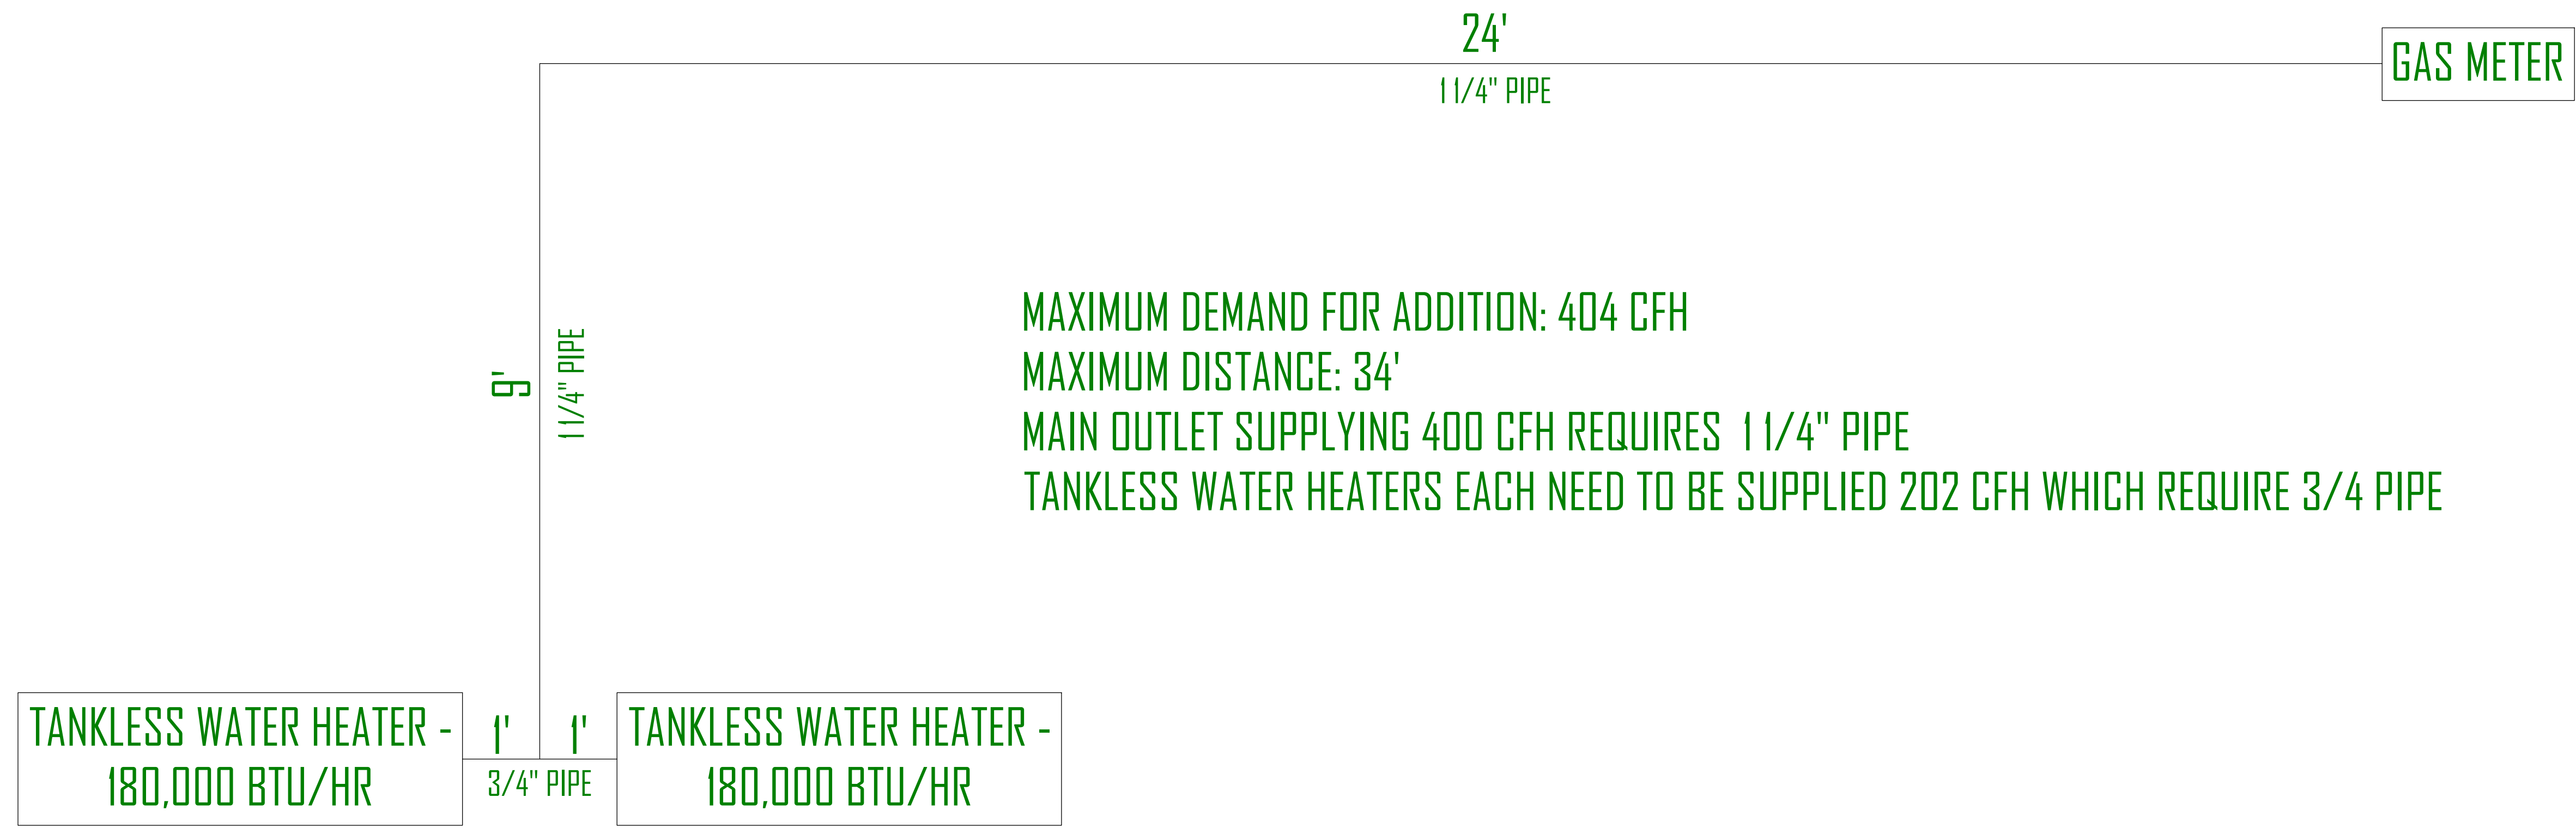 24'
GAS METER
1 1/4" PIPE
MAXIMUM DEMAND FOR ADDITION: 404 CFH
MAXIMUM DISTANCE: 34'
MAIN OUTLET SUPPLYING 400 CFH REQUIRES 1 1/4" PIPE
TANKLESS WATER HEATERS EACH NEED TO BE SUPPLIED 202 CFH WHICH REQUIRE 3/4 PIPE
9'
1 1/4" PIPE
TANKLESS WATER HEATER -
180,000 BTU/HR
1'
1'
3/4" PIPE
TANKLESS WATER HEATER -
180,000 BTU/HR